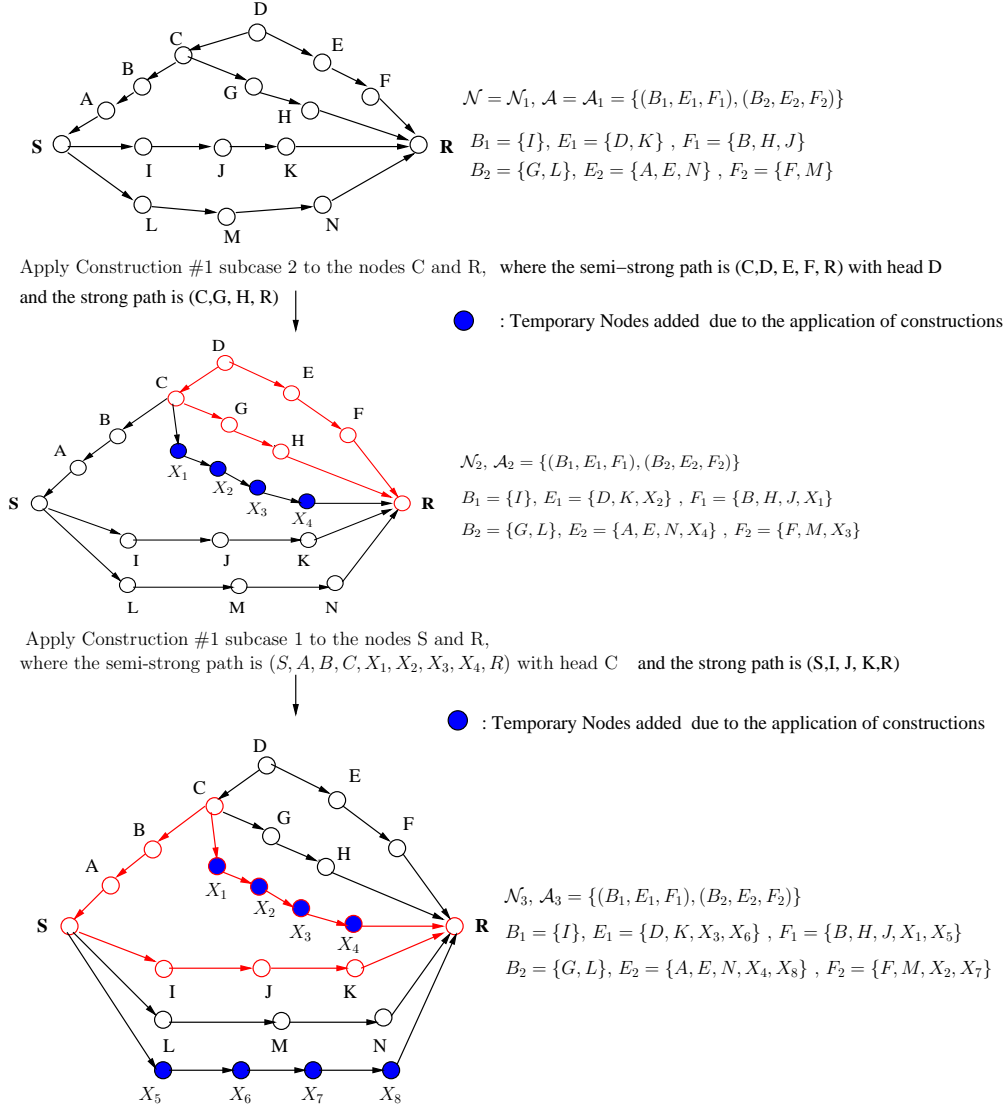 D
C
E
B
F
A
G
H
S
R
I
J
K
L
M
N
𝒩 = 𝒩₁, 𝒜 = 𝒜₁ = {(B₁, E₁, F₁), (B₂, E₂, F₂)}
B₁ = {I}, E₁ = {D, K} , F₁ = {B, H, J}
B₂ = {G, L}, E₂ = {A, E, N} , F₂ = {F, M}
Apply Construction #1 subcase 2 to the nodes C and R, where the semi−strong path is (C,D, E, F, R) with head D
and the strong path is (C,G, H, R)
: Temporary Nodes added due to the application of constructions
D
C
E
B
G
F
A
H
X₁
X₂
X₃
X₄
S
R
I
J
K
L
M
N
𝒩₂, 𝒜₂ = {(B₁, E₁, F₁), (B₂, E₂, F₂)}
B₁ = {I}, E₁ = {D, K, X₂} , F₁ = {B, H, J, X₁}
B₂ = {G, L}, E₂ = {A, E, N, X₄} , F₂ = {F, M, X₃}
Apply Construction #1 subcase 1 to the nodes S and R,
where the semi-strong path is (S, A, B, C, X₁, X₂, X₃, X₄, R) with head C and the strong path is (S,I, J, K,R)
: Temporary Nodes added due to the application of constructions
D
C
E
B
G
F
A
H
X₁
X₂
X₃
X₄
S
R
I
J
K
L
M
N
X₅
X₆
X₇
X₈
𝒩₃, 𝒜₃ = {(B₁, E₁, F₁), (B₂, E₂, F₂)}
B₁ = {I}, E₁ = {D, K, X₃, X₆} , F₁ = {B, H, J, X₁, X₅}
B₂ = {G, L}, E₂ = {A, E, N, X₄, X₈} , F₂ = {F, M, X₂, X₇}